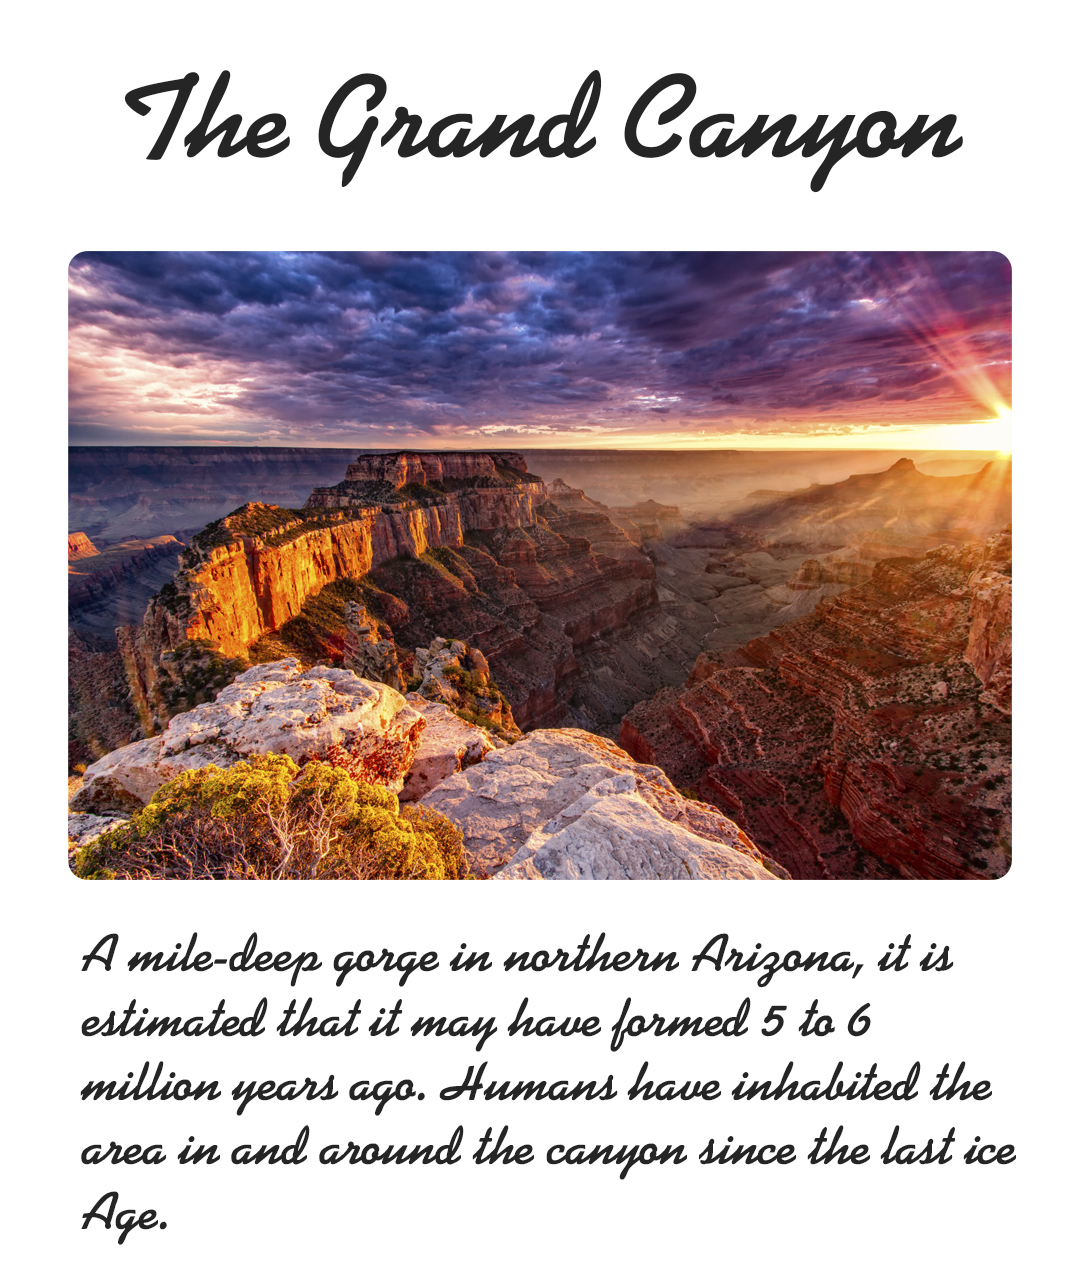 The Grand Canyon
A mile-deep gorge in northern Arizona, it is
estimated that it may have formed 5 to 6
million years ago. Humans have inhabited the
area in and around the canyon since the last ice
Age.